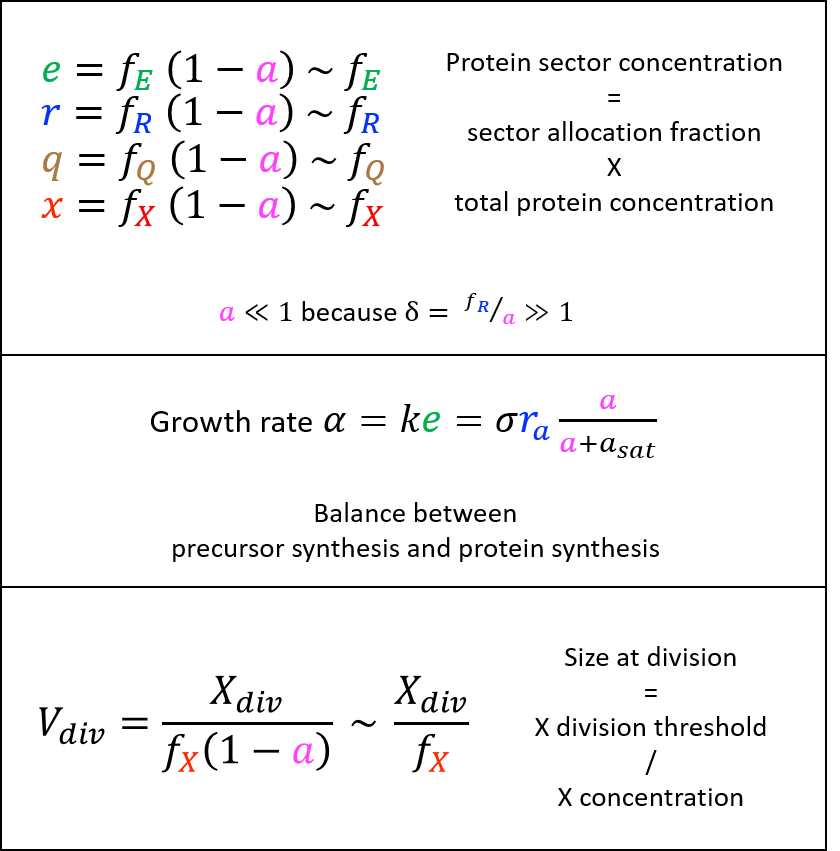 e = f_E (1 − a) ~ f_E
r = f_R (1 − a) ~ f_R
q = f_Q (1 − a) ~ f_Q
x = f_X (1 − a) ~ f_X
Protein sector concentration
=
sector allocation fraction
X
total protein concentration
a ≪ 1 because δ = f_R/a ≫ 1
Growth rate α = ke = σr_a a/(a+a_sat)
Balance between
precursor synthesis and protein synthesis
V_div = X_div/(f_X(1 − a)) ~ X_div/f_X
Size at division
=
X division threshold
/
X concentration